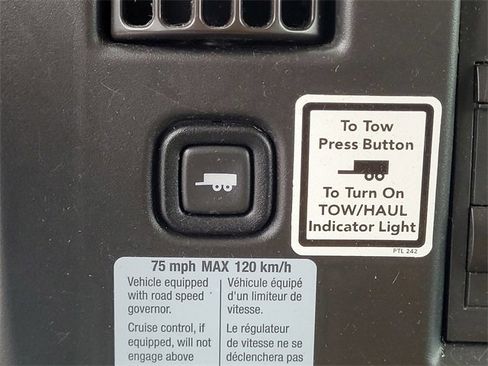 To Tow
Press Button
To Turn On
TOW/HAUL
Indicator Light
PTL 242
75 mph MAX 120 km/h
Vehicle equipped
with road speed
governor.
Cruise control, if
equipped, will not
engage above
Véhicule équipé
d'un limiteur de
vitesse.
Le régulateur
de vitesse ne se
déclenchera pas